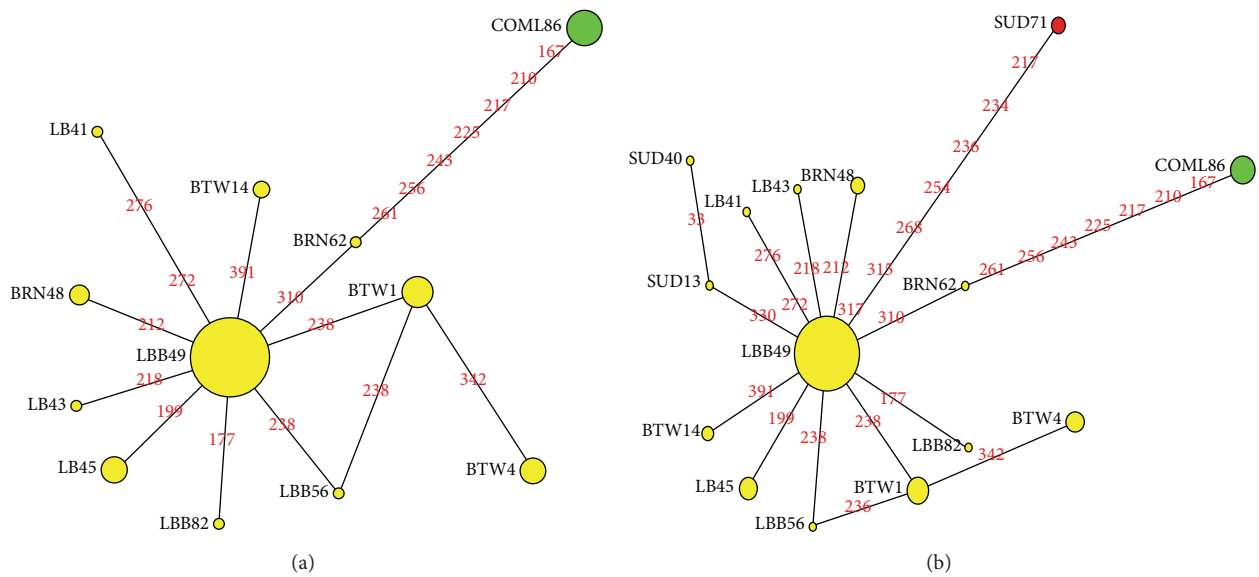 COML86
167
210
217
225
243
256
261
LB41
276
272
BTW14
391
BRN62
310
BRN48
212
BTW1
238
LBB49
342
LB43
218
199
238
238
177
LB45
BTW4
LBB56
LBB82
(a)
SUD71
217
234
236
254
268
315
317
SUD40
33
SUD13
330
LB43
218
BRN48
212
LB41
276
272
COML86
167
210
217
225
243
256
261
BRN62
310
LBB49
391
199
238
238
177
BTW14
LBB82
BTW4
342
LB45
BTW1
236
LBB56
(b)